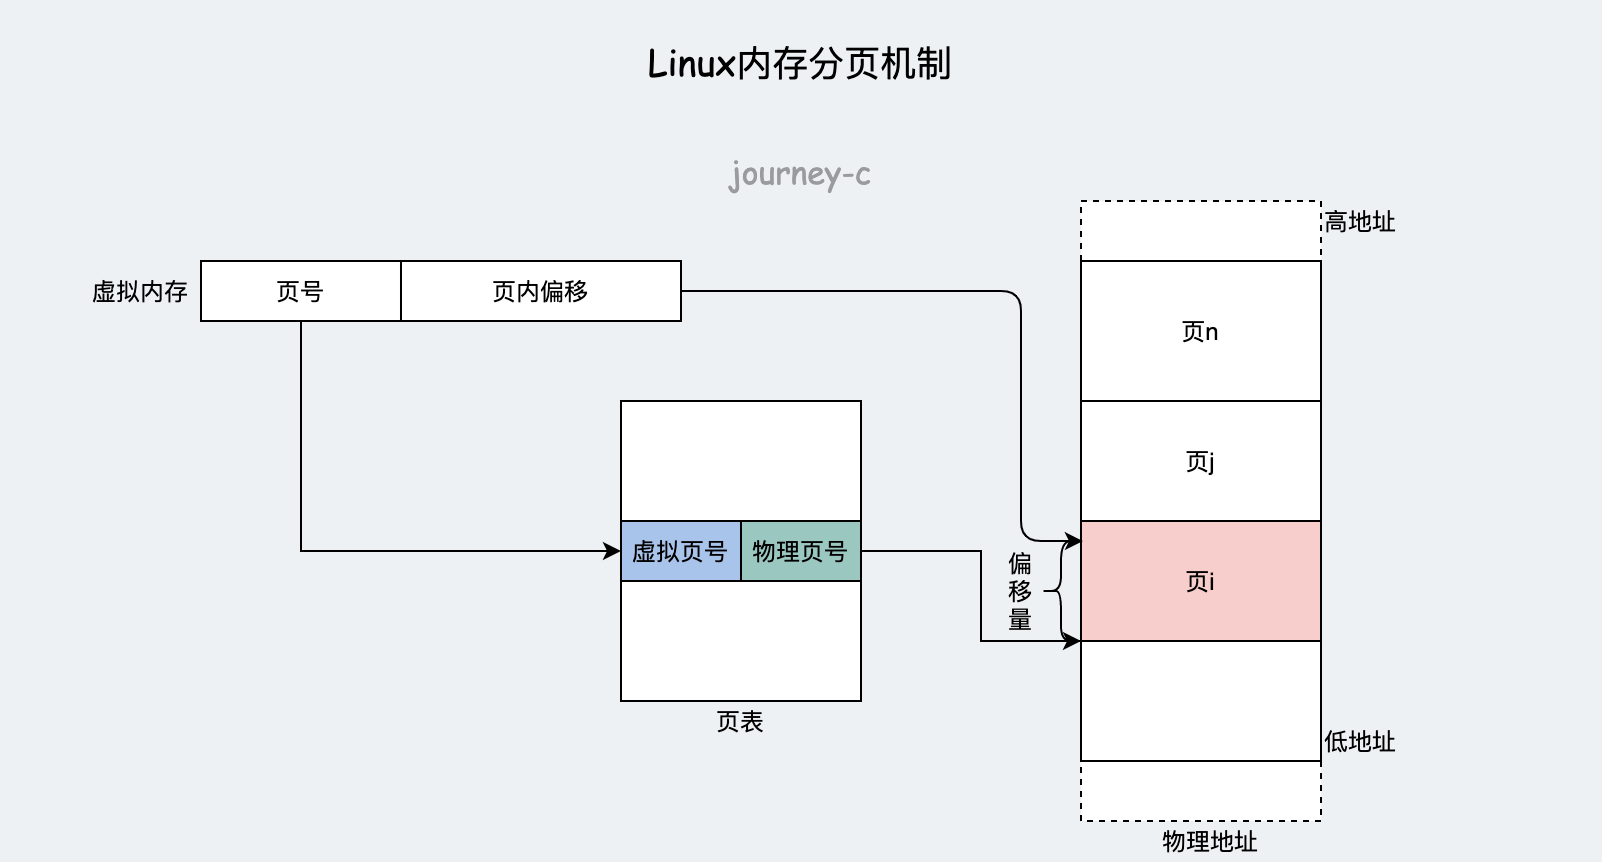 Linux内存分页机制
journey-c
高地址
虚拟内存
页号
页内偏移
页n
页j
虚拟页号
物理页号
偏
移
量
页i
页表
低地址
物理地址